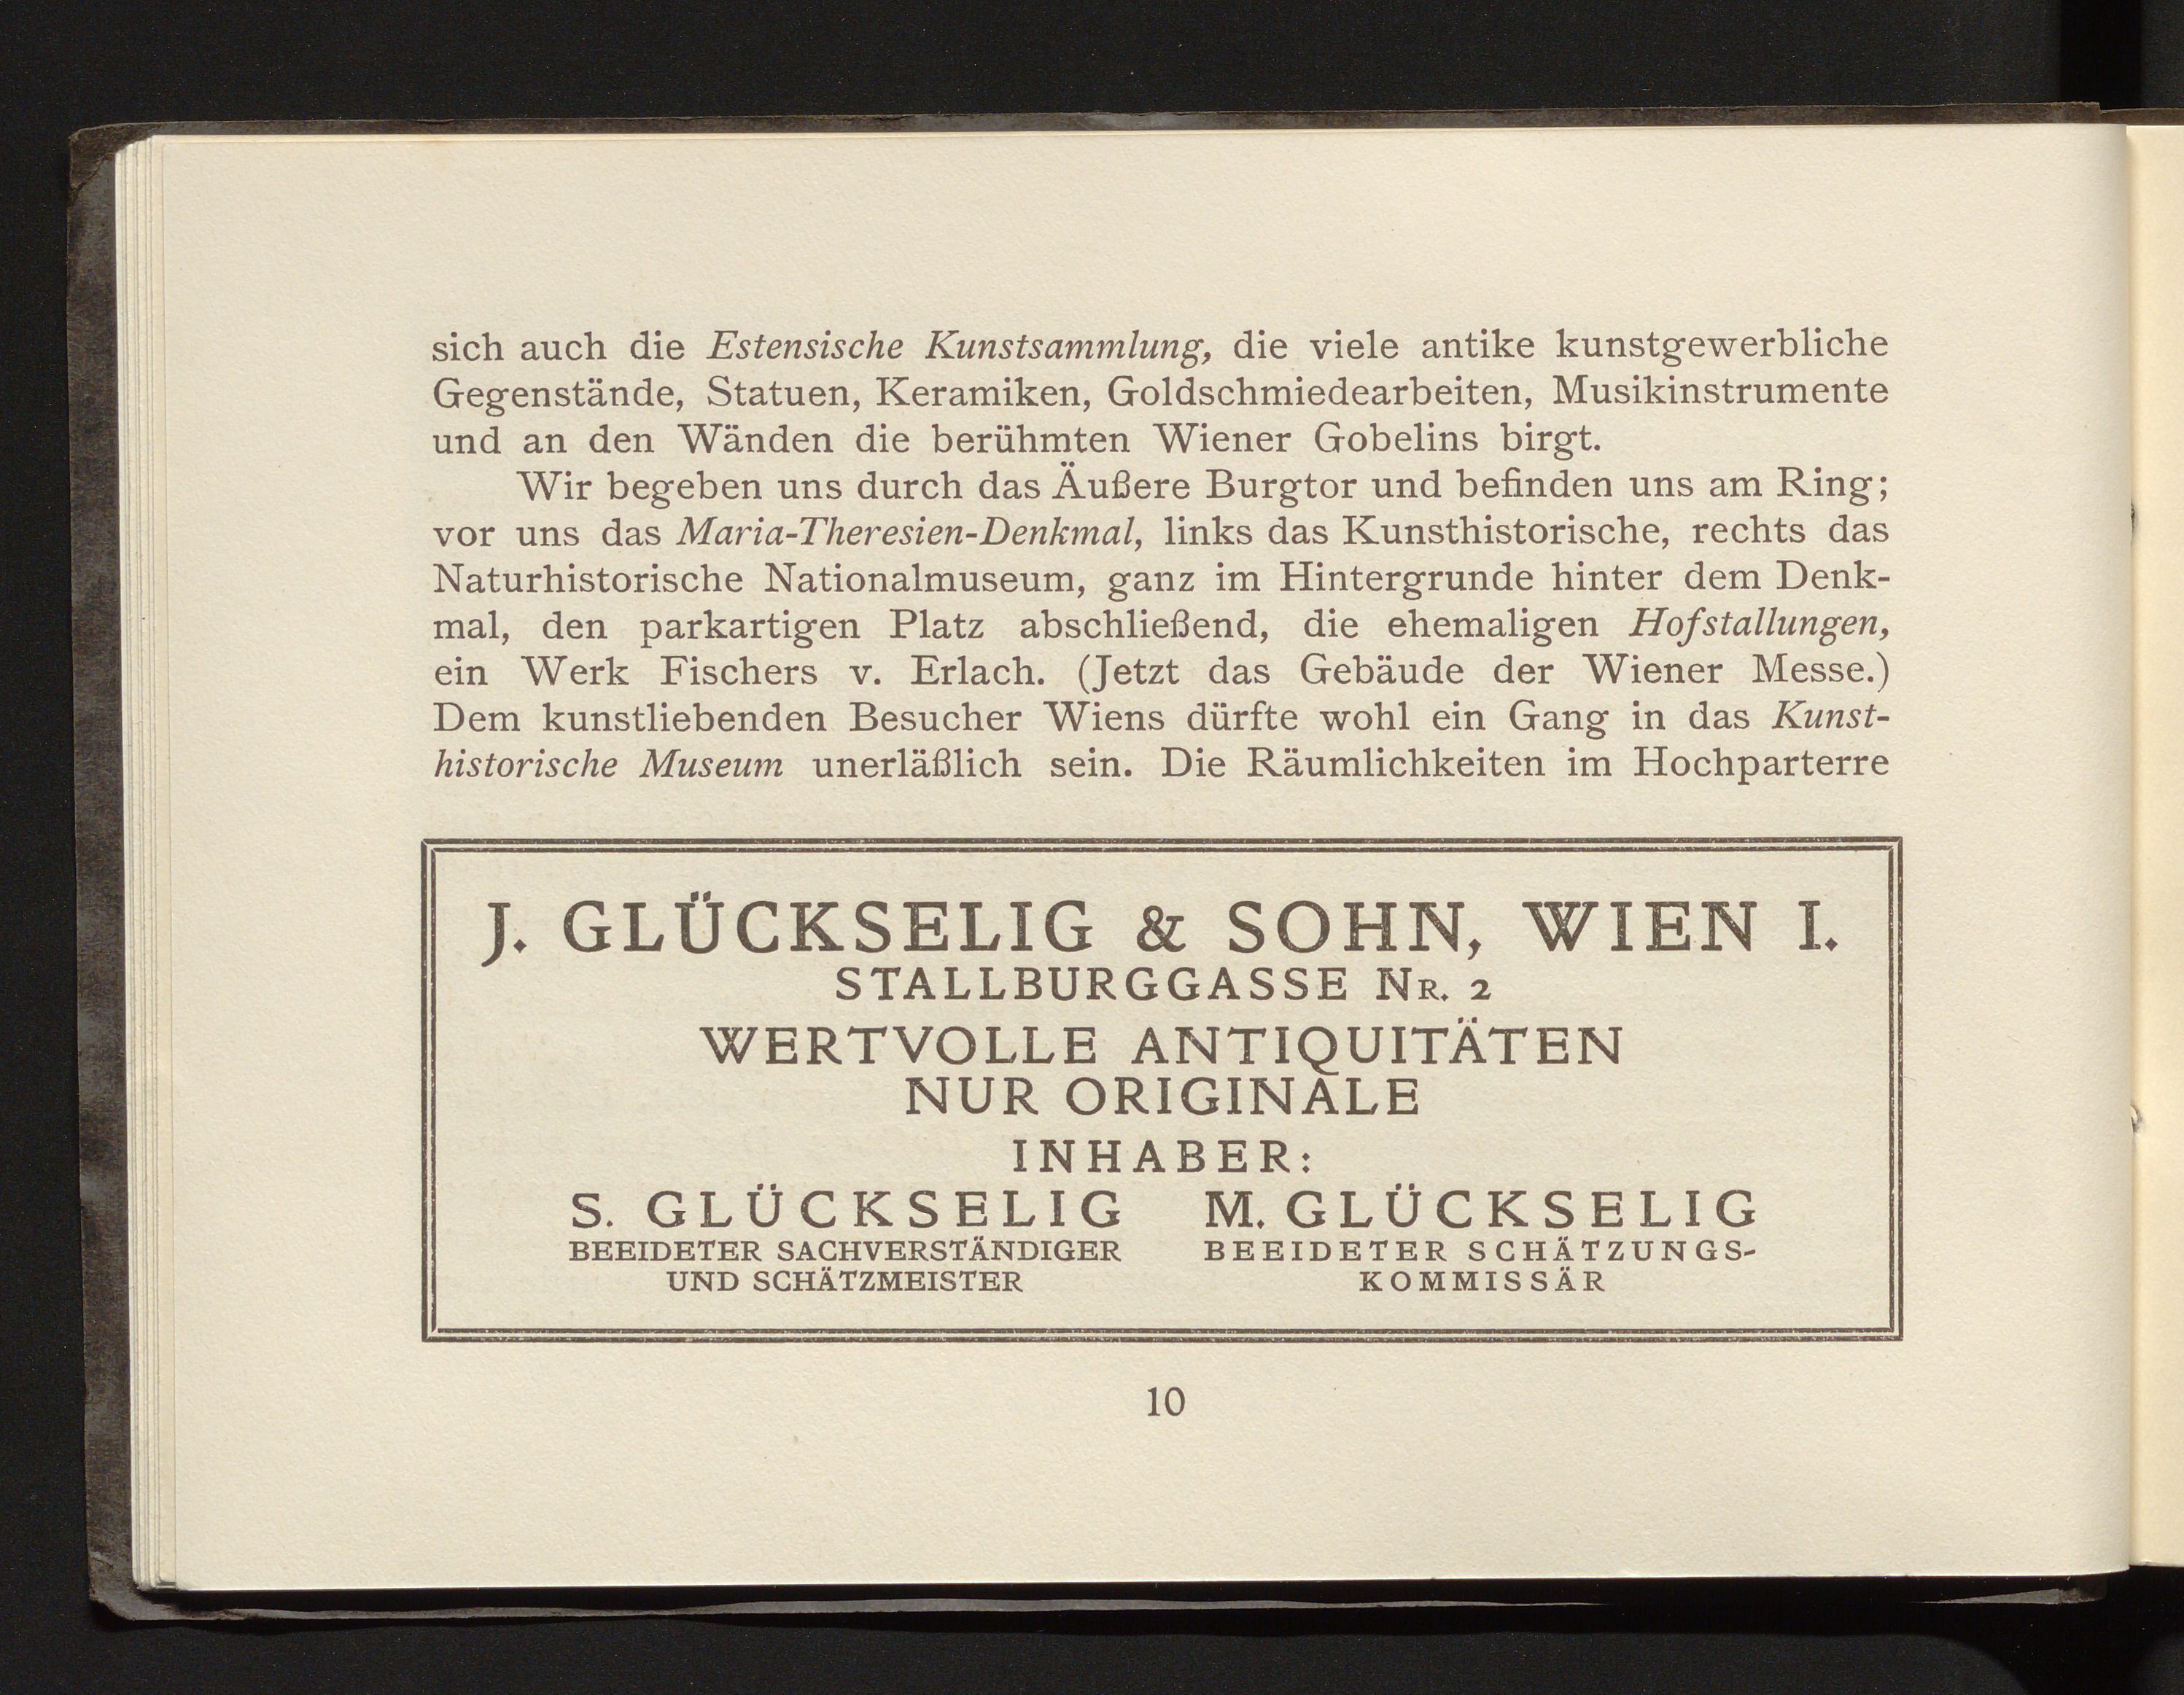 sich auch die Estensische Kunstsammlung, die viele antike kunstgewerbliche
Gegenstände, Statuen, Keramiken, Goldschmiedearbeiten, Musikinstrumente
und an den Wänden die berühmten Wiener Gobelins birgt.
Wir begeben uns durch das Äußere Burgtor und befinden uns am Ring;
vor uns das Maria-Theresien-Denkmal, links das Kunsthistorische, rechts das
Naturhistorische Nationalmuseum, ganz im Hintergrunde hinter dem Denk-
mal, den parkartigen Platz abschließend, die ehemaligen Hofstallungen,
ein Werk Fischers v. Erlach. (Jetzt das Gebäude der Wiener Messe.)
Dem kunstliebenden Besucher Wiens dürfte wohl ein Gang in das Kunst-
historische Museum unerläßlich sein. Die Räumlichkeiten im Hochparterre
J. GLÜCKSELIG & SOHN, WIEN I.
STALLBURGGASSE NR. 2
WERTVOLLE ANTIQUITÄTEN
NUR ORIGINALE
INHABER:
S. GLÜCKSELIG M. GLÜCKSELIG
BEEIDETER SACHVERSTÄNDIGER BEEIDETER SCHÄTZUNGS-
UND SCHÄTZMEISTER KOMMISSÄR
10